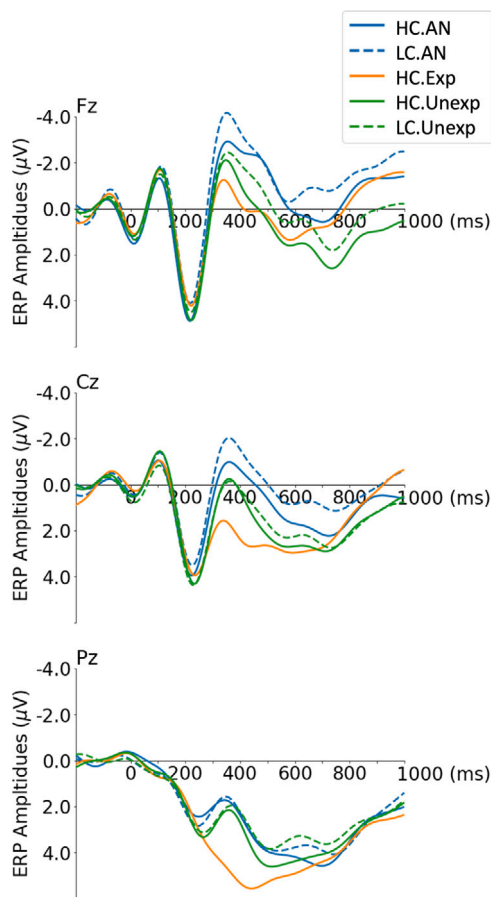 HC.AN
LC.AN
HC.Exp
HC.Unexp
LC.Unexp
Fz
-4.0
-2.0
0.0
2.0
4.0
ERP Ampltidues (μV)
0 200 400 600 800 1000 (ms)
Cz
-4.0
-2.0
0.0
2.0
4.0
ERP Ampltidues (μV)
0 200 400 600 800 1000 (ms)
Pz
-4.0
-2.0
0.0
2.0
4.0
ERP Ampltidues (μV)
0 200 400 600 800 1000 (ms)